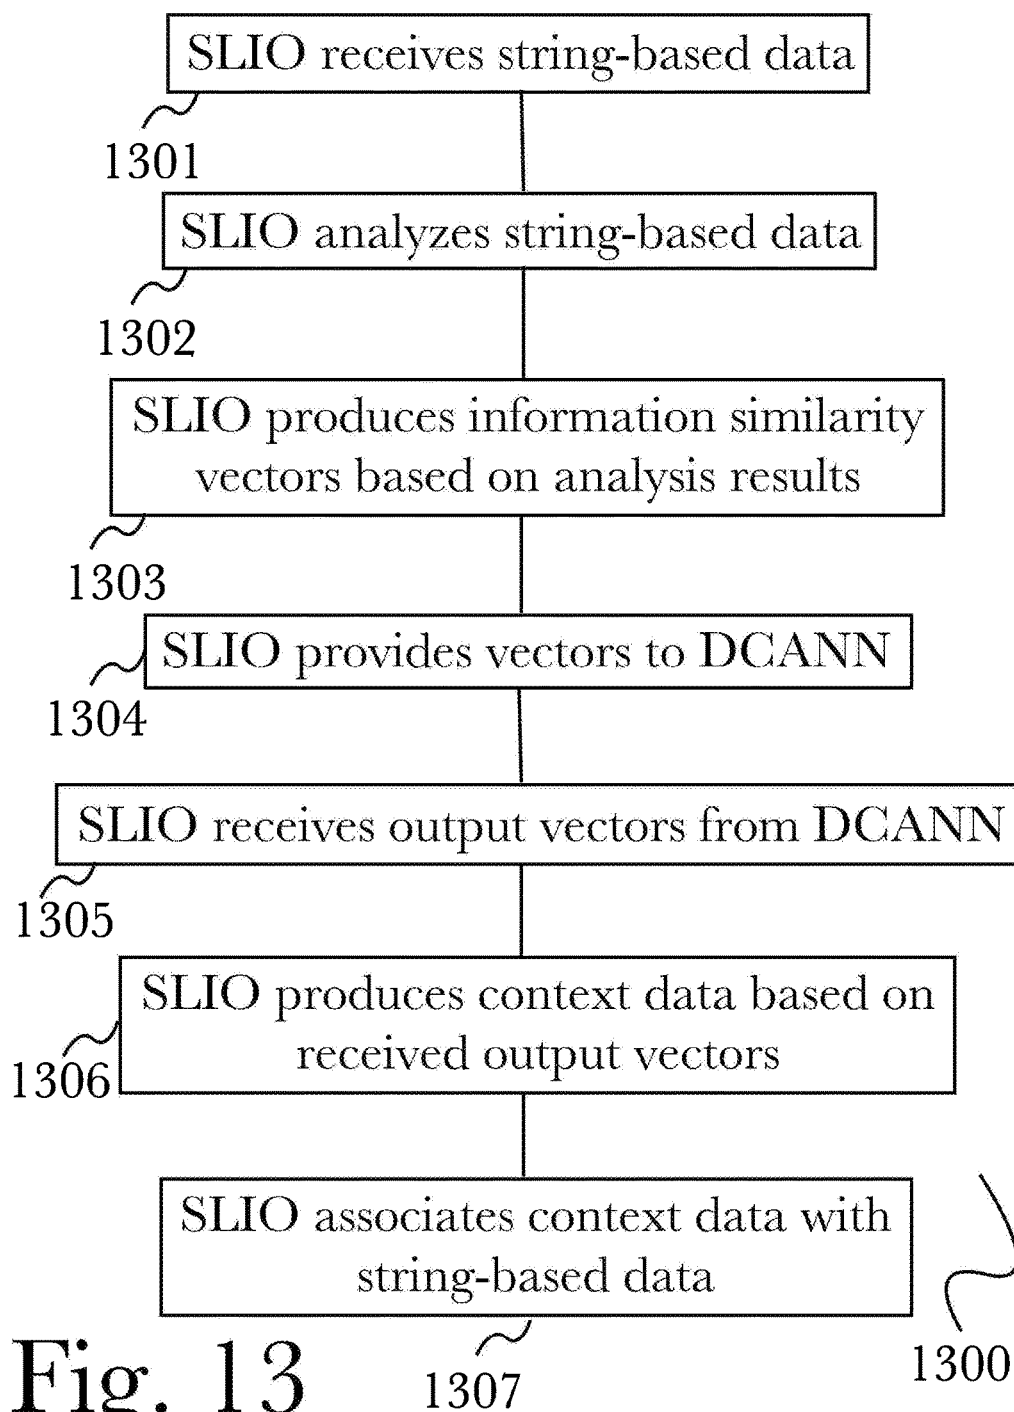 SLIO receives string-based data
1301
SLIO analyzes string-based data
1302
SLIO produces information similarity
vectors based on analysis results
1303
SLIO provides vectors to DCANN
1304
SLIO receives output vectors from DCANN
1305
SLIO produces context data based on
received output vectors
1306
SLIO associates context data with
string-based data
1307
1300
Fig. 13